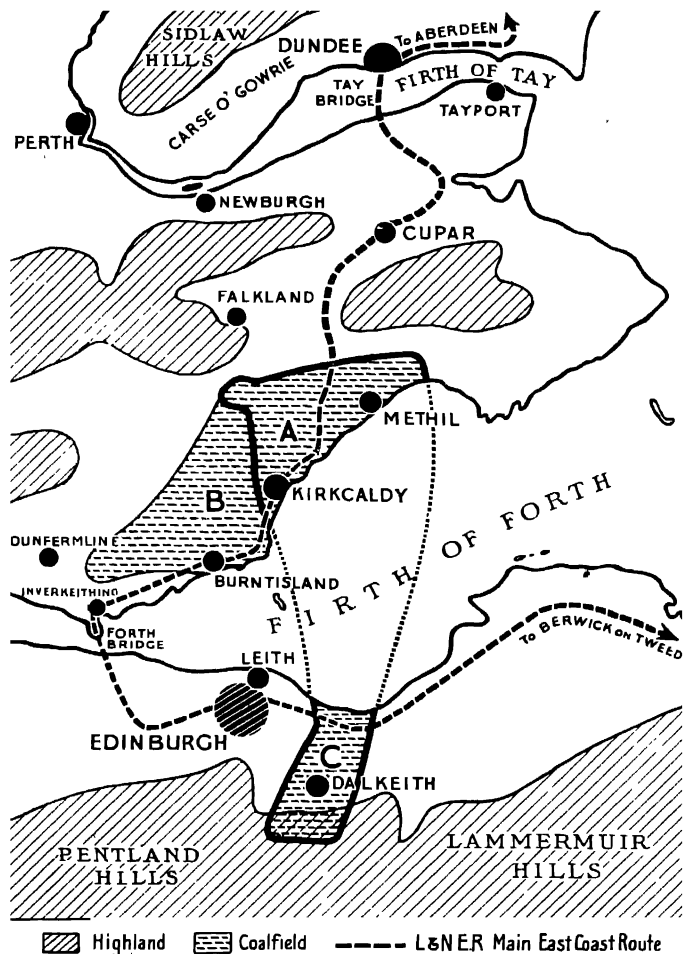 SIDLAW
HILLS
DUNDEE
To ABERDEEN
CARSE O' GOWRIE
TAY
BRIDGE
FIRTH OF TAY
TAYPORT
PERTH
NEWBURGH
CUPAR
FALKLAND
METHIL
A
B
KIRKCALDY
DUNFERMLINE
BURNTISLAND
INVERKEITHING
FIRTH OF FORTH
FORTH
BRIDGE
LEITH
To BERWICK ON TWEED
EDINBURGH
C
DALKEITH
PENTLAND
HILLS
LAMMERMUIR
HILLS
Highland
Coalfield
L&N.E.R Main East Coast Route